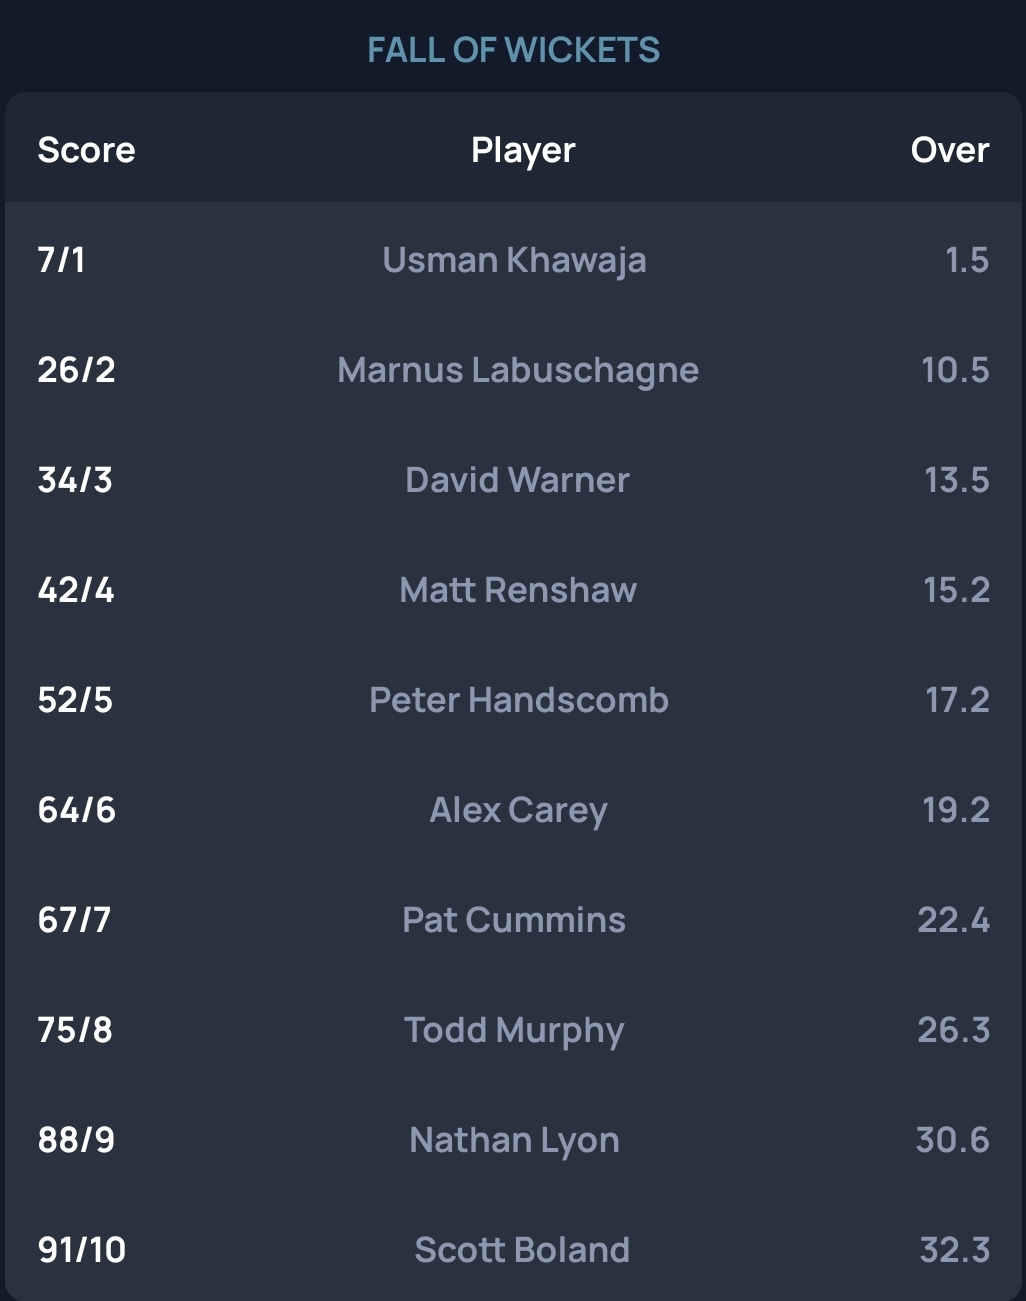 FALL OF WICKETS
Score Player Over
7/1 Usman Khawaja 1.5
26/2 Marnus Labuschagne 10.5
34/3 David Warner 13.5
42/4 Matt Renshaw 15.2
52/5 Peter Handscomb 17.2
64/6 Alex Carey 19.2
67/7 Pat Cummins 22.4
75/8 Todd Murphy 26.3
88/9 Nathan Lyon 30.6
91/10 Scott Boland 32.3